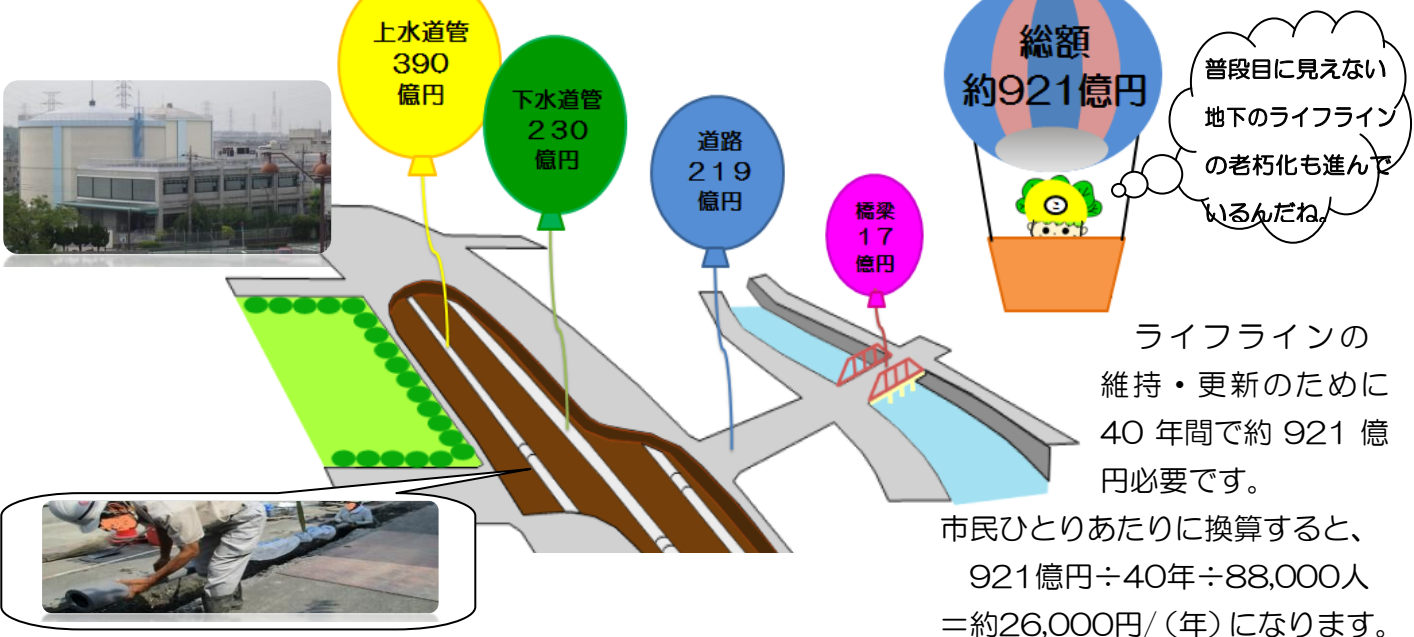 上水道管
390
億円
下水道管
230
億円
道路
219
億円
橋梁
17
億円
総額
約921億円
普段目に見えない
地下のライフライン
の老朽化も進んで
いるんだね。
ライフラインの
維持・更新のために
40 年間で約 921 億
円必要です。
市民ひとりあたりに換算すると、
921億円÷40年÷88,000人
＝約26,000円/（年）になります。